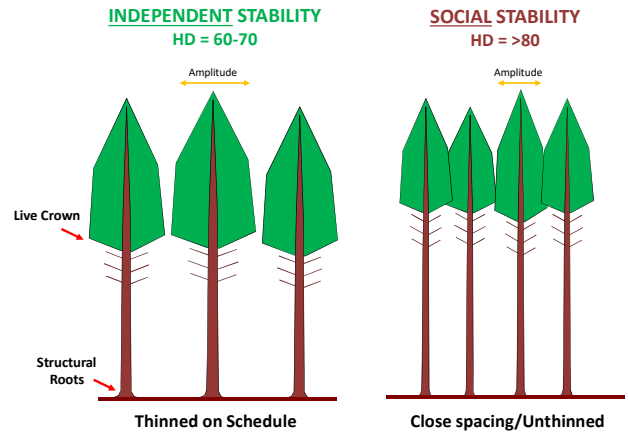 INDEPENDENT STABILITY
HD = 60-70
Amplitude
Live Crown
Structural
Roots
Thinned on Schedule
SOCIAL STABILITY
HD = >80
Amplitude
Close spacing/Unthinned